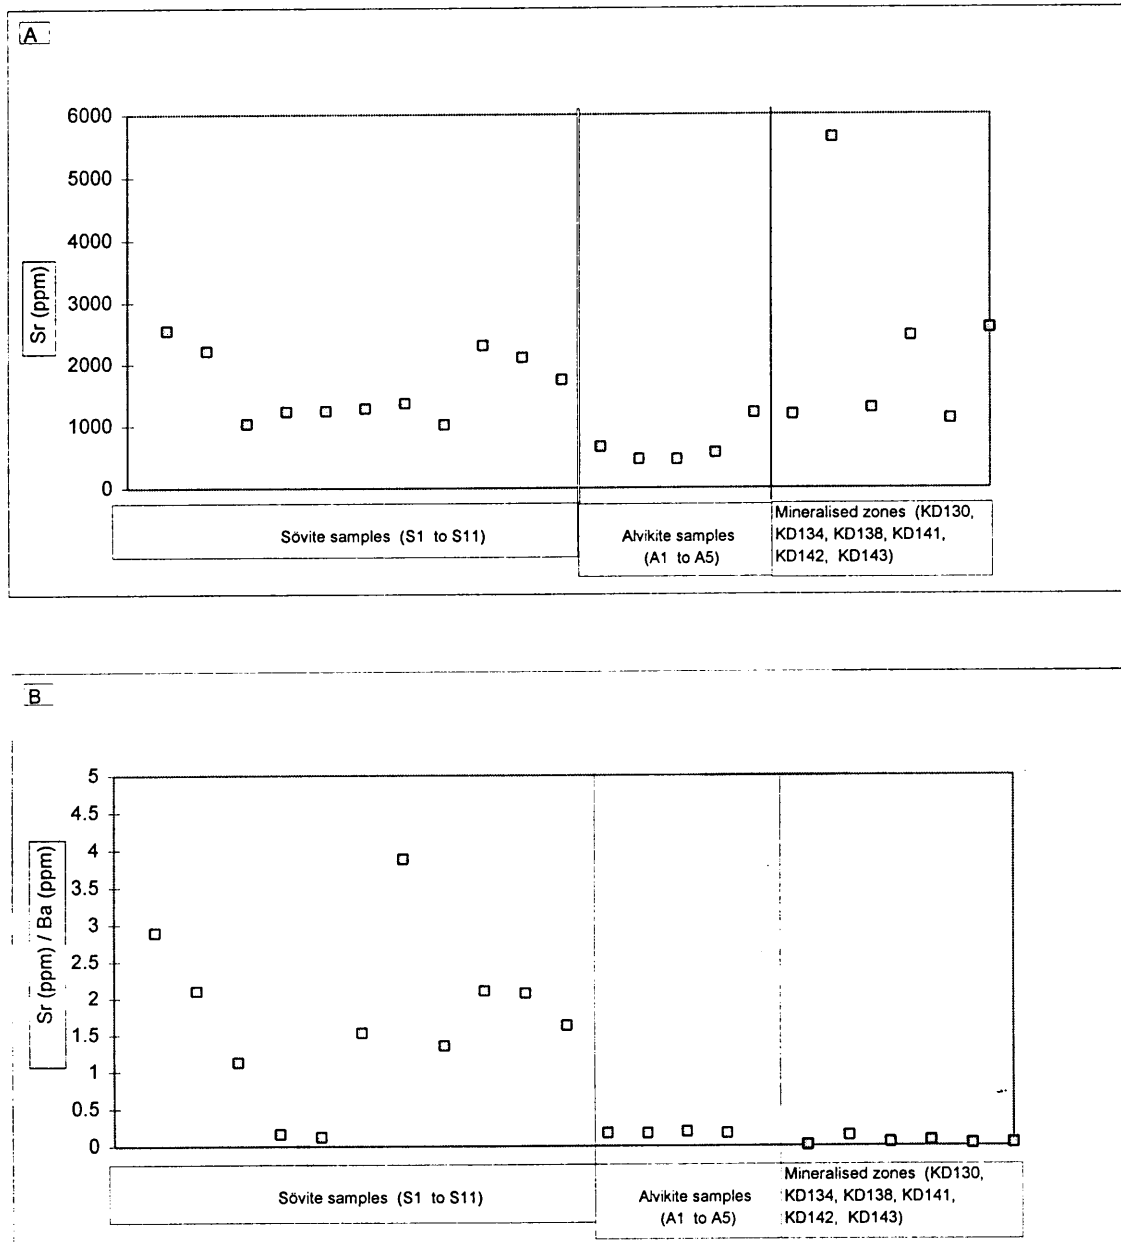 A
6000
5000
4000
3000
2000
1000
0
Sr (ppm)
Sövite samples (S1 to S11)
Alvikite samples
(A1 to A5)
Mineralised zones (KD130,
KD134, KD138, KD141,
KD142, KD143)
B
5
4.5
4
3.5
3
2.5
2
1.5
1
0.5
0
Sr (ppm) / Ba (ppm)
Sövite samples (S1 to S11)
Alvikite samples
(A1 to A5)
Mineralised zones (KD130,
KD134, KD138, KD141,
KD142, KD143)